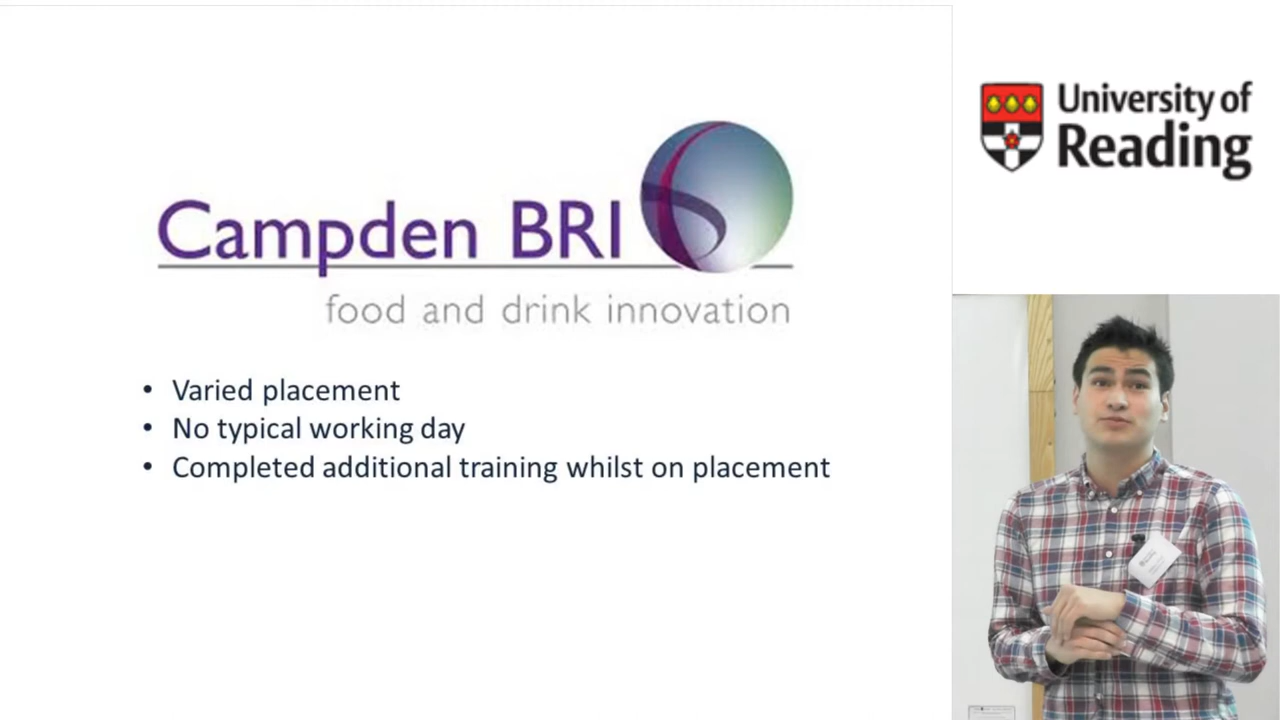 Campden BRI
food and drink innovation
• Varied placement
• No typical working day
• Completed additional training whilst on placement
University of
Reading